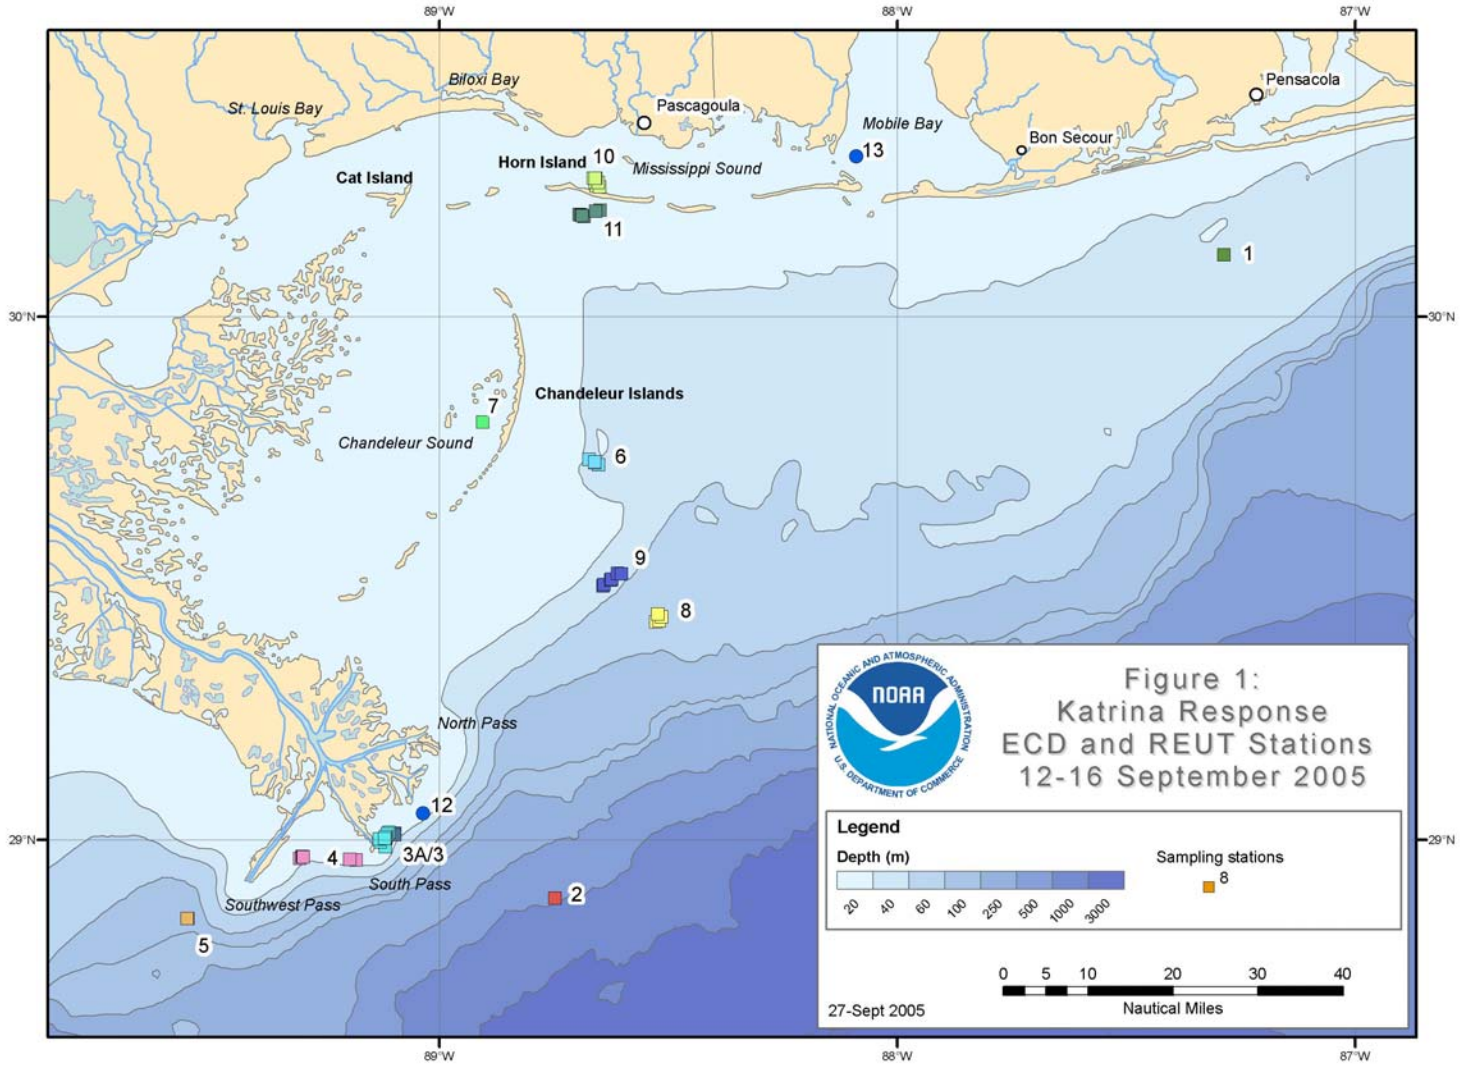 89°W
88°W
87°W
Biloxi Bay
Pensacola
St. Louis Bay
Pascagoula
Mobile Bay
Bon Secour
13
10
Horn Island
Mississippi Sound
Cat Island
11
1
30°N
30°N
Chandeleur Islands
7
Chandeleur Sound
6
9
8
North Pass
12
29°N
29°N
4
3A/3
South Pass
2
Southwest Pass
5
NATIONAL OCEANIC AND ATMOSPHERIC ADMINISTRATION
NOAA
U.S. DEPARTMENT OF COMMERCE
Figure 1:
Katrina Response
ECD and REUT Stations
12-16 September 2005
Legend
Depth (m)
Sampling stations
8
20 40 60 100 250 500 1000 3000
0 5 10 20 30 40
Nautical Miles
27-Sept 2005
89°W
88°W
87°W